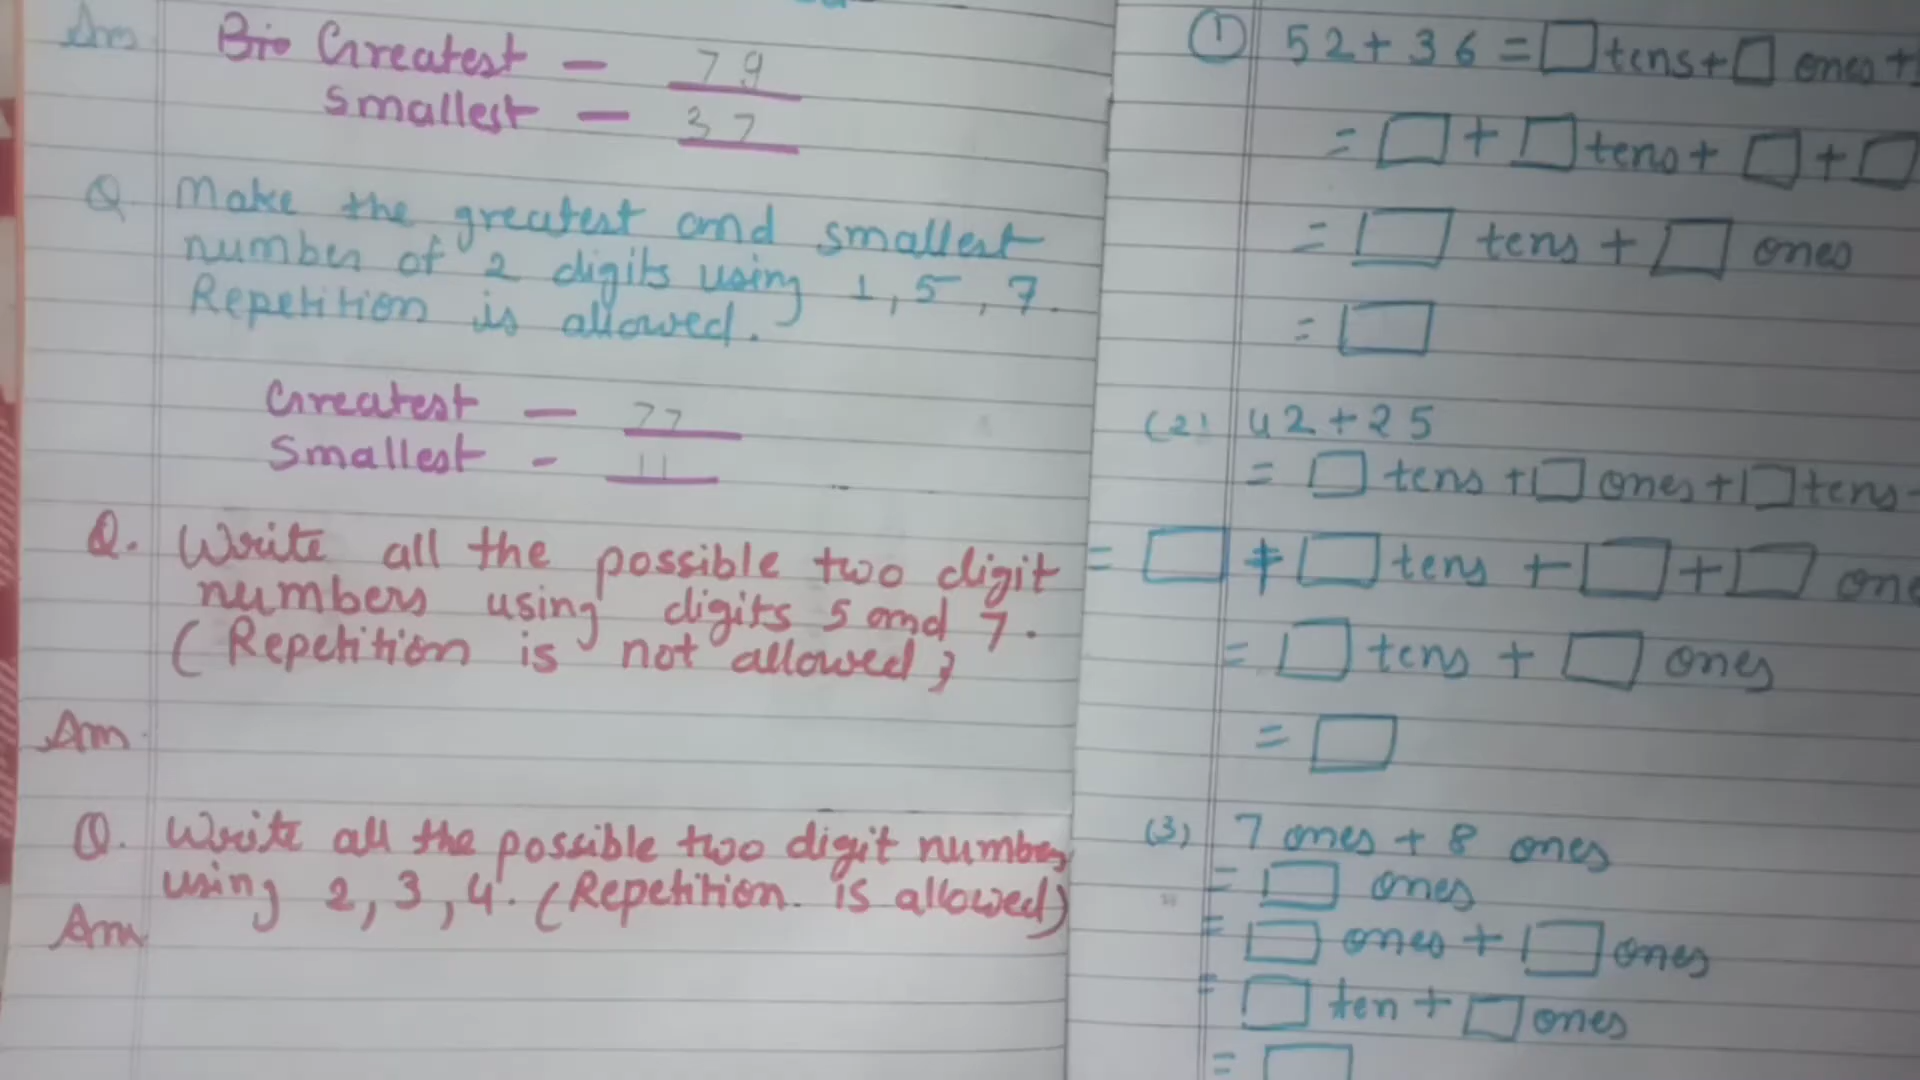 Ans
Bio Greatest - 79
Smallest - 37
Q. Make the greatest and smallest
number of 2 digits using 1, 5, 7.
Repetition is allowed.
Greatest - 77
Smallest - 11
Q. Write all the possible two digit
numbers using digits 5 and 7.
(Repetition is not allowed)
Ans
Q. Write all the possible two digit number
using 2, 3, 4. (Repetition is allowed)
Ans
① 52 + 36 = □ tens + □ ones +
= □ + □ tens + □ + □
= □ tens + □ ones
= □
(2) 42 + 25
= □ tens + □ ones + □ tens
= □ + □ tens + □ + □ one
= □ tens + □ ones
= □
(3) 7 ones + 8 ones
= □ ones
= □ ones + □ ones
= □ ten + □ ones
= □